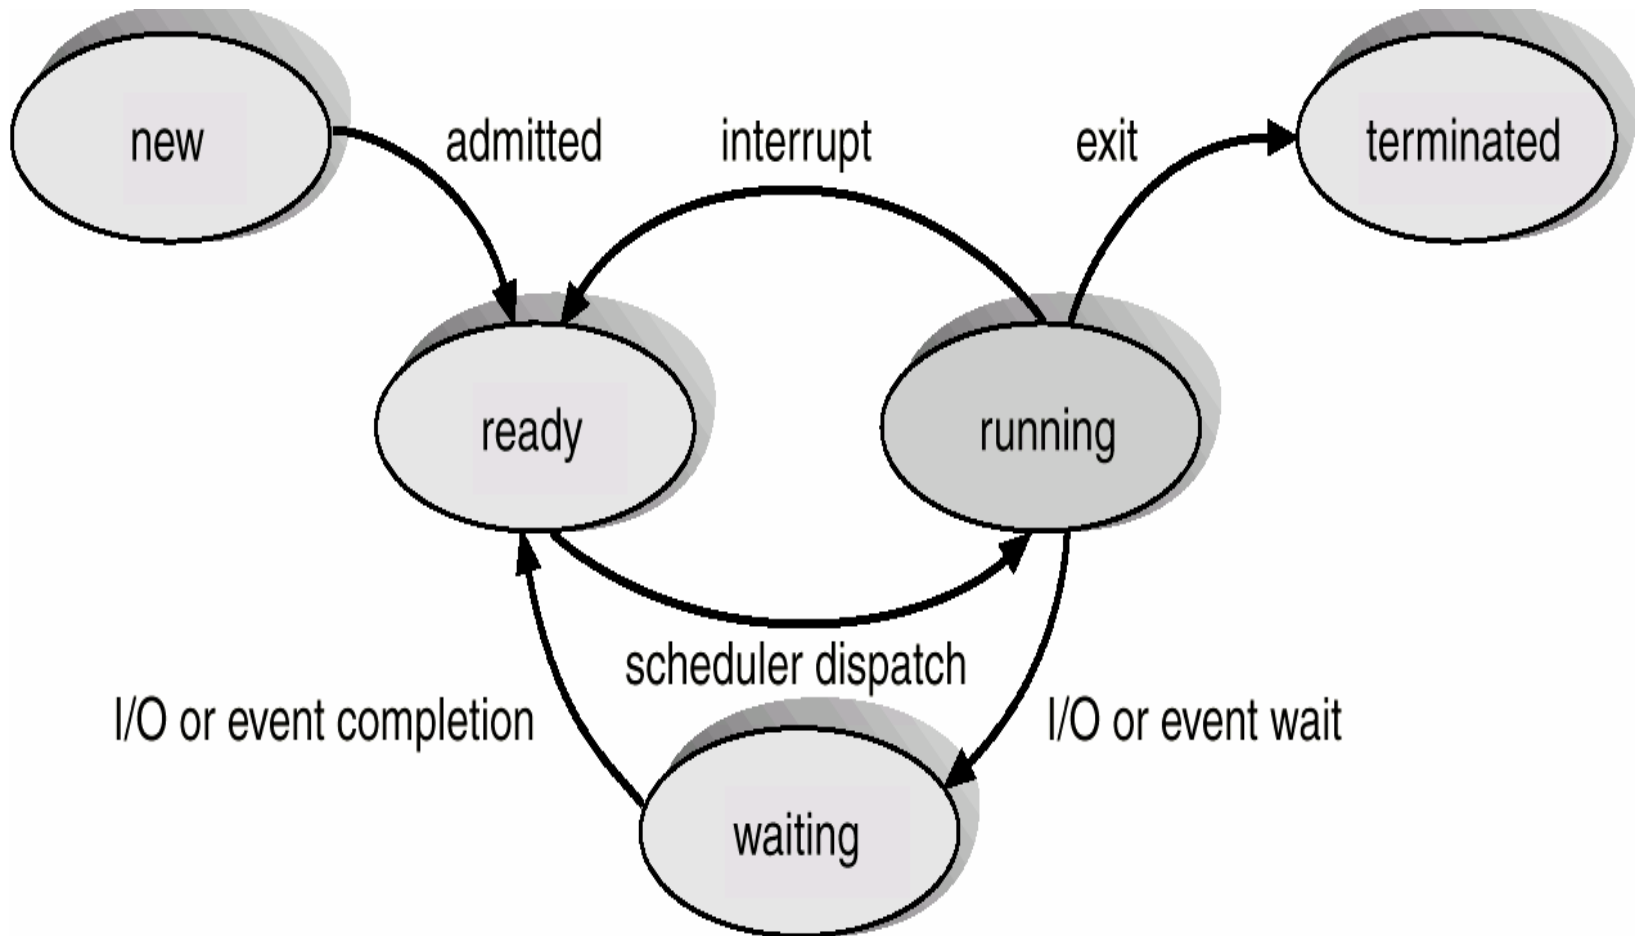 new
admitted
interrupt
exit
terminated
ready
running
scheduler dispatch
I/O or event completion
I/O or event wait
waiting